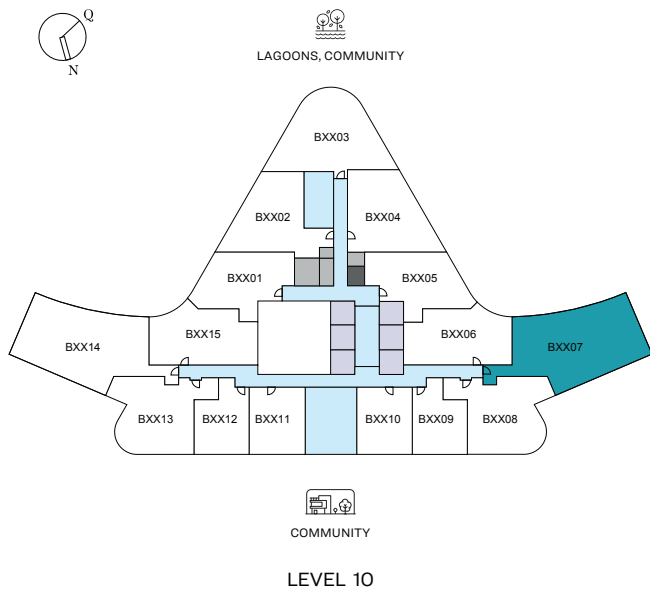 Q
N
LAGOONS, COMMUNITY
BXX03
BXX02
BXX04
BXX01
BXX05
BXX15
BXX06
BXX14
BXX07
BXX13
BXX12
BXX11
BXX10
BXX09
BXX08
COMMUNITY
LEVEL 10